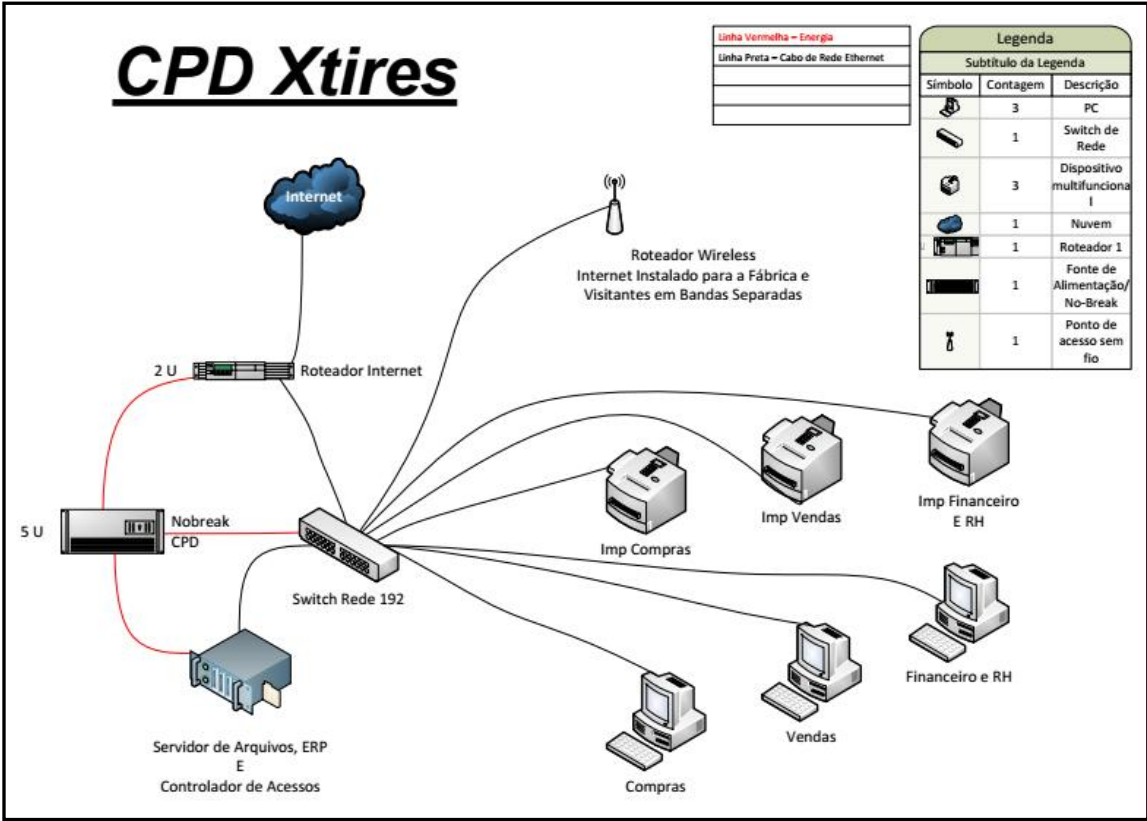 CPD Xtires
Linha Vermelha – Energia
Linha Preta – Cabo de Rede Ethernet
Legenda
Subtítulo da Legenda
Símbolo Contagem Descrição
3 PC
1 Switch de
Rede
3 Dispositivo
multifunciona
l
1 Nuvem
U 1 Roteador 1
1 Fonte de
Alimentação/
No-Break
1 Ponto de
acesso sem
fio
Internet
Roteador Wireless
Internet Instalado para a Fábrica e
Visitantes em Bandas Separadas
2 U
Roteador Internet
5 U
Nobreak
CPD
Switch Rede 192
Imp Compras
Imp Vendas
Imp Financeiro
E RH
Servidor de Arquivos, ERP
E
Controlador de Acessos
Compras
Vendas
Financeiro e RH